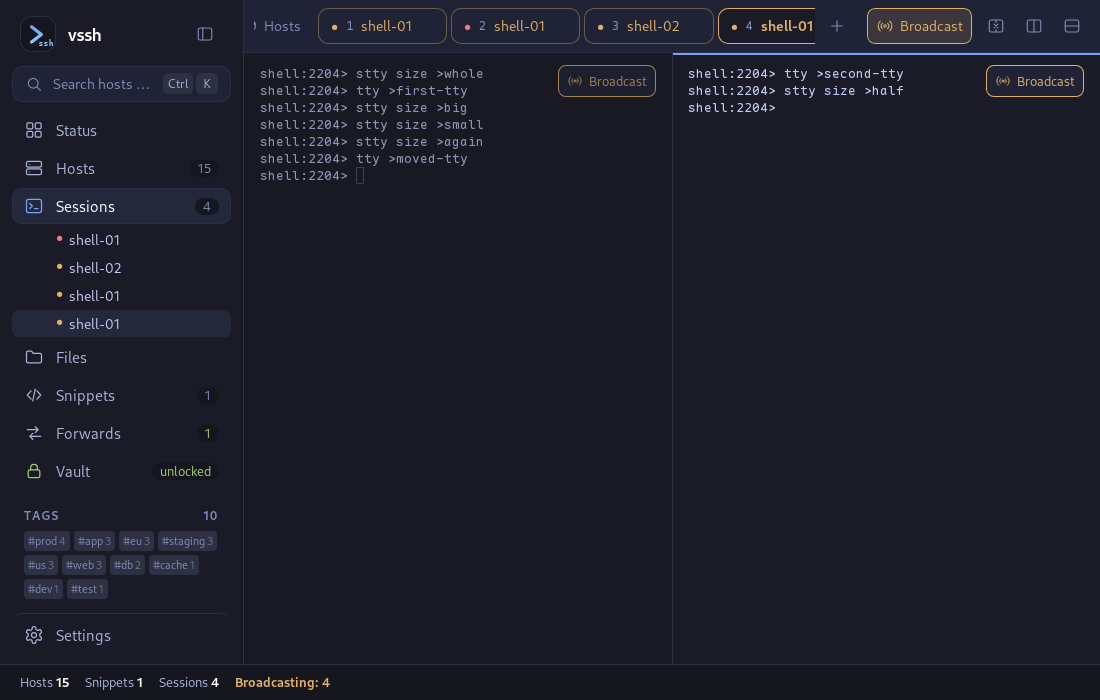 vssh
Search hosts … Ctrl K
Status
Hosts 15
Sessions 4
shell-01
shell-02
shell-01
shell-01
Files
Snippets 1
Forwards 1
Vault unlocked
TAGS 10
#prod 4 #app 3 #eu 3 #staging 3
#us 3 #web 3 #db 2 #cache 1
#dev 1 #test 1
Settings
Hosts 1 shell-01 2 shell-01 3 shell-02 4 shell-01 + Broadcast
shell:2204> stty size >whole
shell:2204> tty >first-tty
shell:2204> stty size >big
shell:2204> stty size >small
shell:2204> stty size >again
shell:2204> tty >moved-tty
shell:2204>
Broadcast
shell:2204> tty >second-tty
shell:2204> stty size >half
shell:2204>
Broadcast
Hosts 15 Snippets 1 Sessions 4 Broadcasting: 4